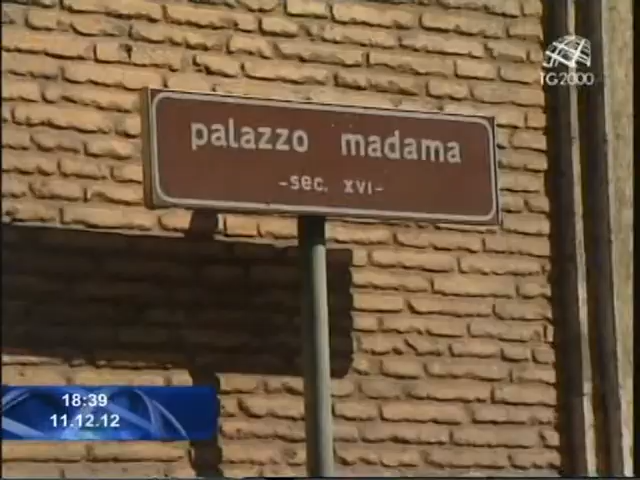 TG2000
palazzo madama
-sec. XVI-
18:39
11.12.12